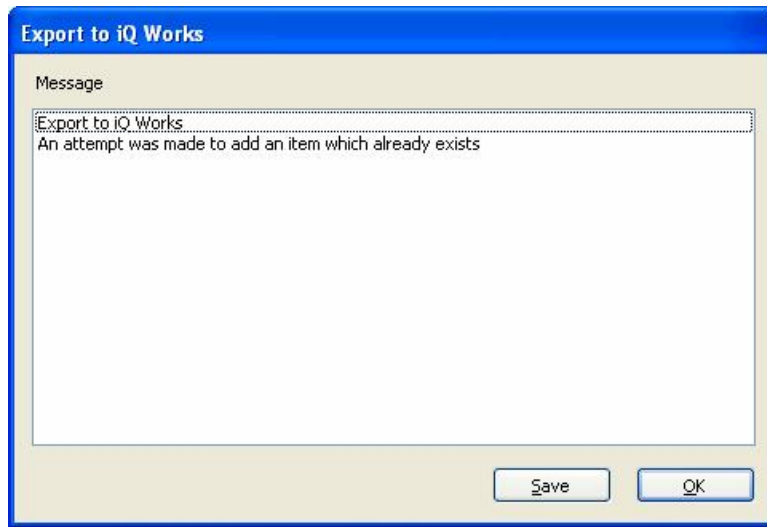 Export to iQ Works
Message
Export to iQ Works
An attempt was made to add an item which already exists
Save
OK